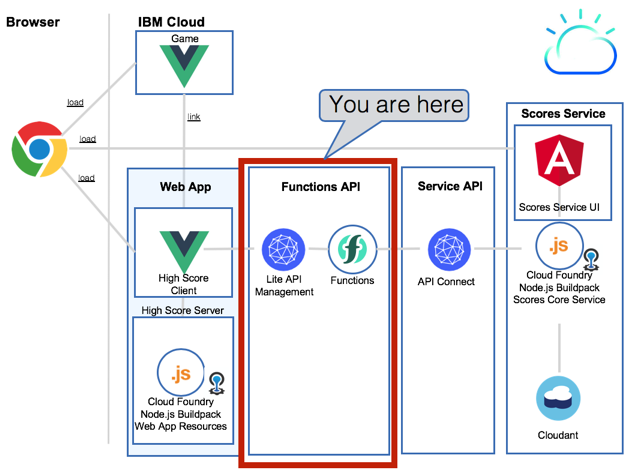 Browser
IBM Cloud
Game
load
link
You are here
load
load
Scores Service
A
Scores Service UI
Web App
Functions API
Service API
High Score
Client
Lite API
Management
f
Functions
API Connect
.js
Cloud Foundry
Node.js Buildpack
Scores Core Service
High Score Server
.js
Cloud Foundry
Node.js Buildpack
Web App Resources
Cloudant